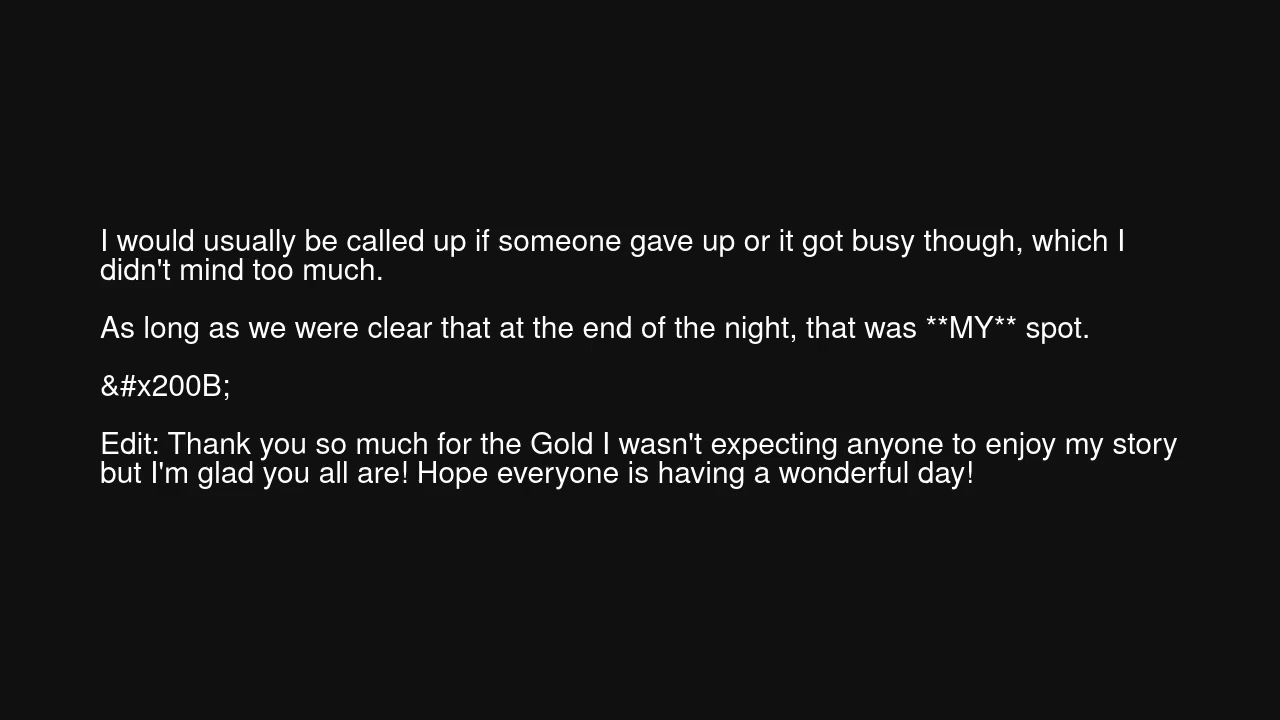 I would usually be called up if someone gave up or it got busy though, which I
didn't mind too much.
As long as we were clear that at the end of the night, that was **MY** spot.
&#x200B;
Edit: Thank you so much for the Gold I wasn't expecting anyone to enjoy my story
but I'm glad you all are! Hope everyone is having a wonderful day!